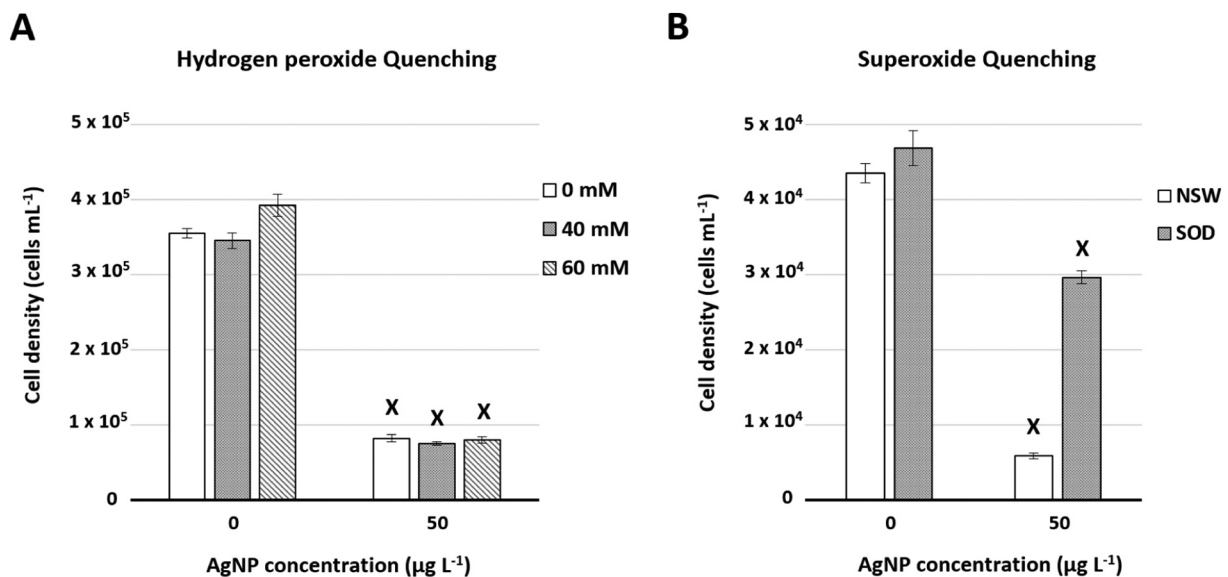 A
Hydrogen peroxide Quenching
Cell density (cells mL⁻¹)
5 x 10⁵
4 x 10⁵
3 x 10⁵
2 x 10⁵
1 x 10⁵
0
0 mM
40 mM
60 mM
X X X
0 50
AgNP concentration (µg L⁻¹)
B
Superoxide Quenching
Cell density (cells mL⁻¹)
5 x 10⁴
4 x 10⁴
3 x 10⁴
2 x 10⁴
1 x 10⁴
0
NSW
SOD
X
X
0 50
AgNP concentration (µg L⁻¹)